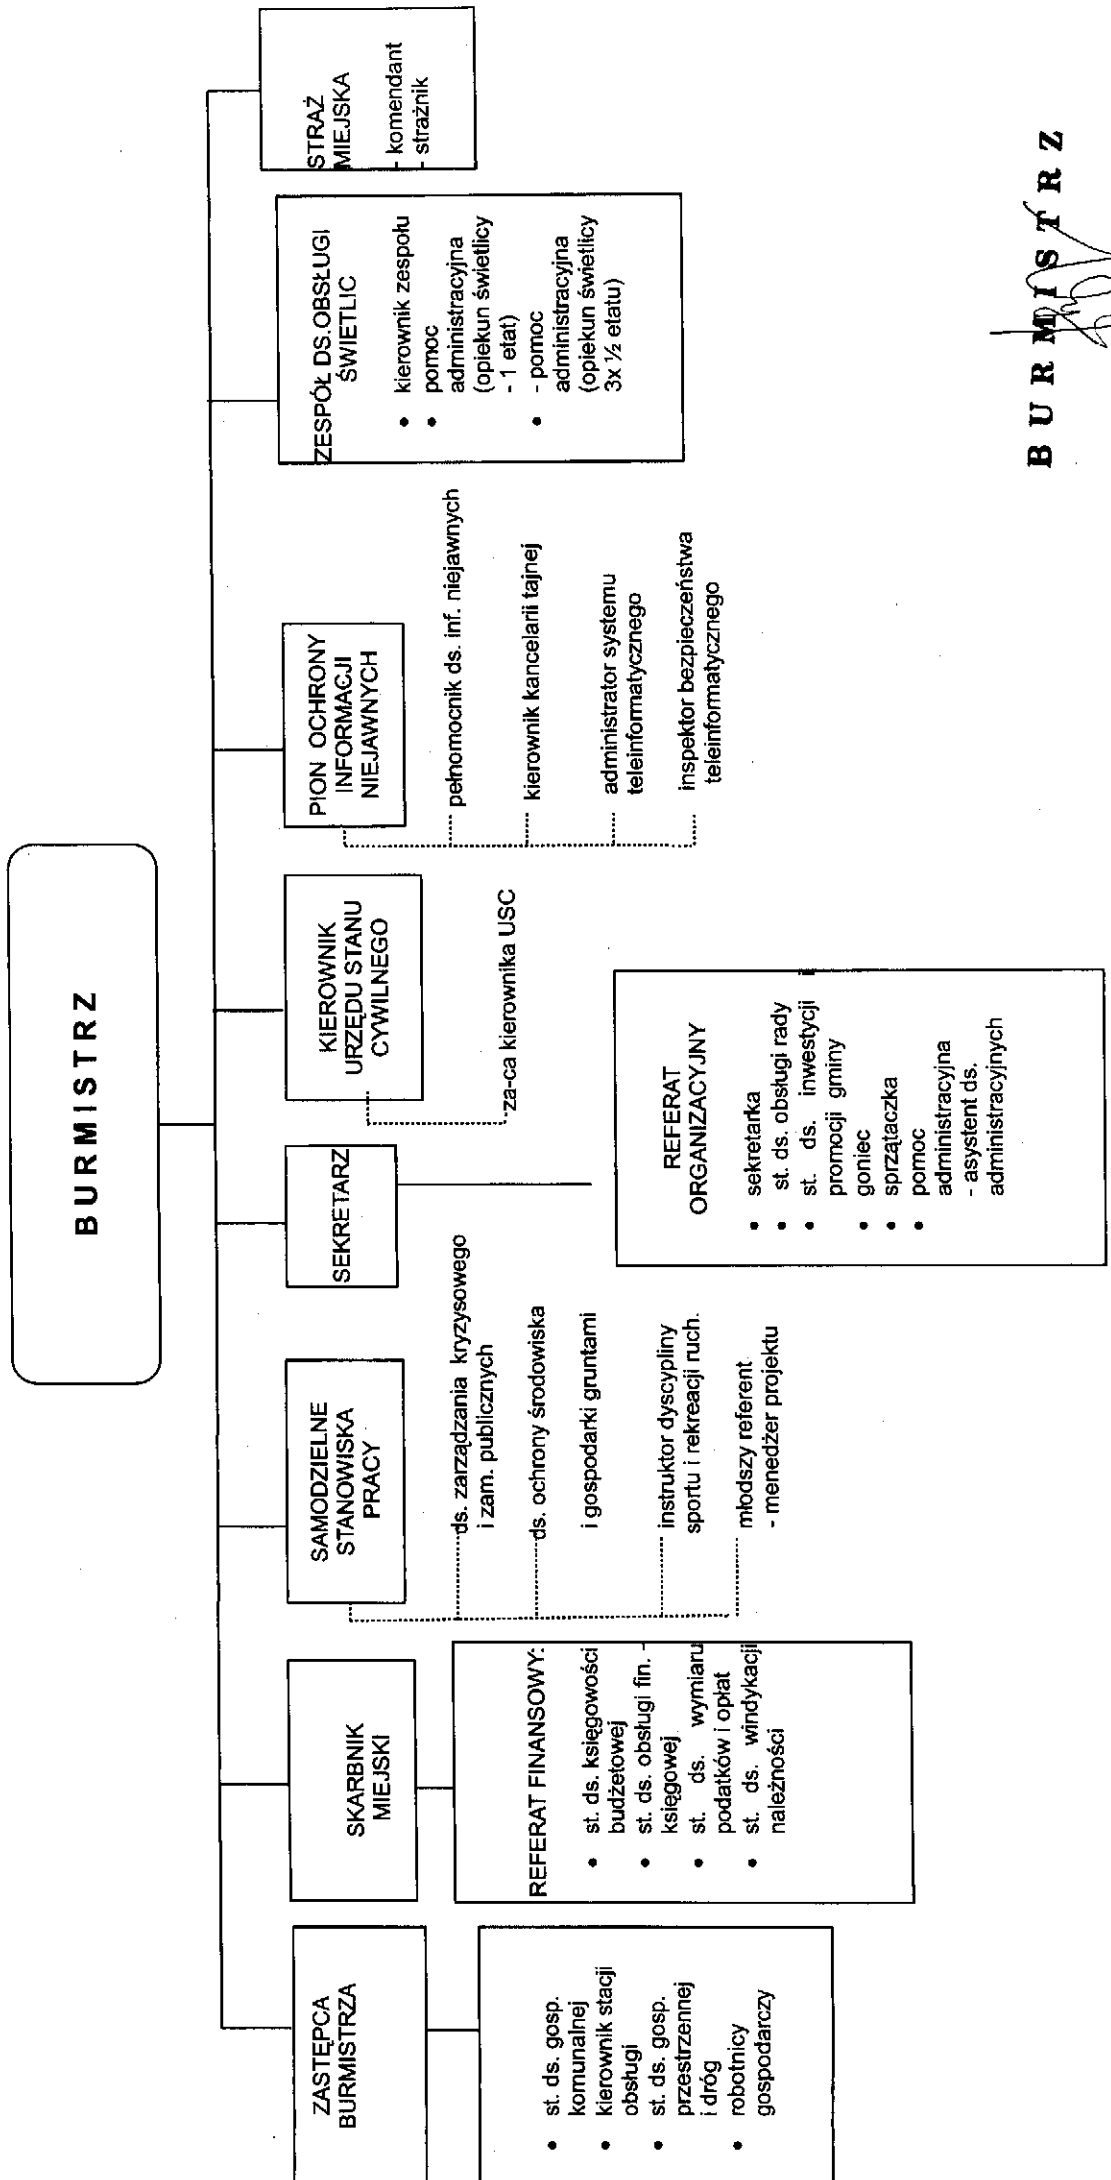 BURMISTRZ
ZASTĘPCA
BURMISTRZA
• st. ds. gosp.
komunalnej
kierownik stacji
• obsługi
• st. ds. gosp.
przestrzennej
i dróg
• robotnicy
gospodarczy
SKARBNIK
MIEJSKI
REFERAT FINANSOWY:
• st. ds. księgowości
budżetowej
• st. ds. obsługi fin. -
księgowej
• st. ds. wymiaru
podatków i opłat
• st. ds. windykacji
należności
SAMODZIELNE
STANOWISKA
PRACY
ds. zarządzania kryzysowego
i zam. publicznych
ds. ochrony środowiska
i gospodarki gruntami
instruktor dyscypliny
sportu i rekreacji ruch.
młodszy referent
- menedżer projektu
SEKRETARZ
REFERAT
ORGANIZACYJNY
• sekretarka
• st. ds. obsługi rady
• st. ds. inwestycji i
promocji gminy
• goniec
• sprzątaczka
• pomoc
administracyjna
- asystent ds.
administracyjnych
KIEROWNIK
URZĘDU STANU
CYWILNEGO
-za-ca kierownika USC
PION OCHRONY
INFORMACJI
NIEJAWNYCH
pełnomocnik ds. inf. niejawnych
kierownik kancelarii tajnej
administrator systemu
teleinformatycznego
inspektor bezpieczeństwa
teleinformatycznego
ZESPÓŁ DS.OBSŁUGI
ŚWIETLIC
• kierownik zespołu
• pomoc
administracyjna
(opiekun świetlicy
- 1 etat)
• - pomoc
administracyjna
(opiekun świetlicy
3x ½ etatu)
STRAŻ
MIEJSKA
- komendant
- strażnik
BURMISTRZ